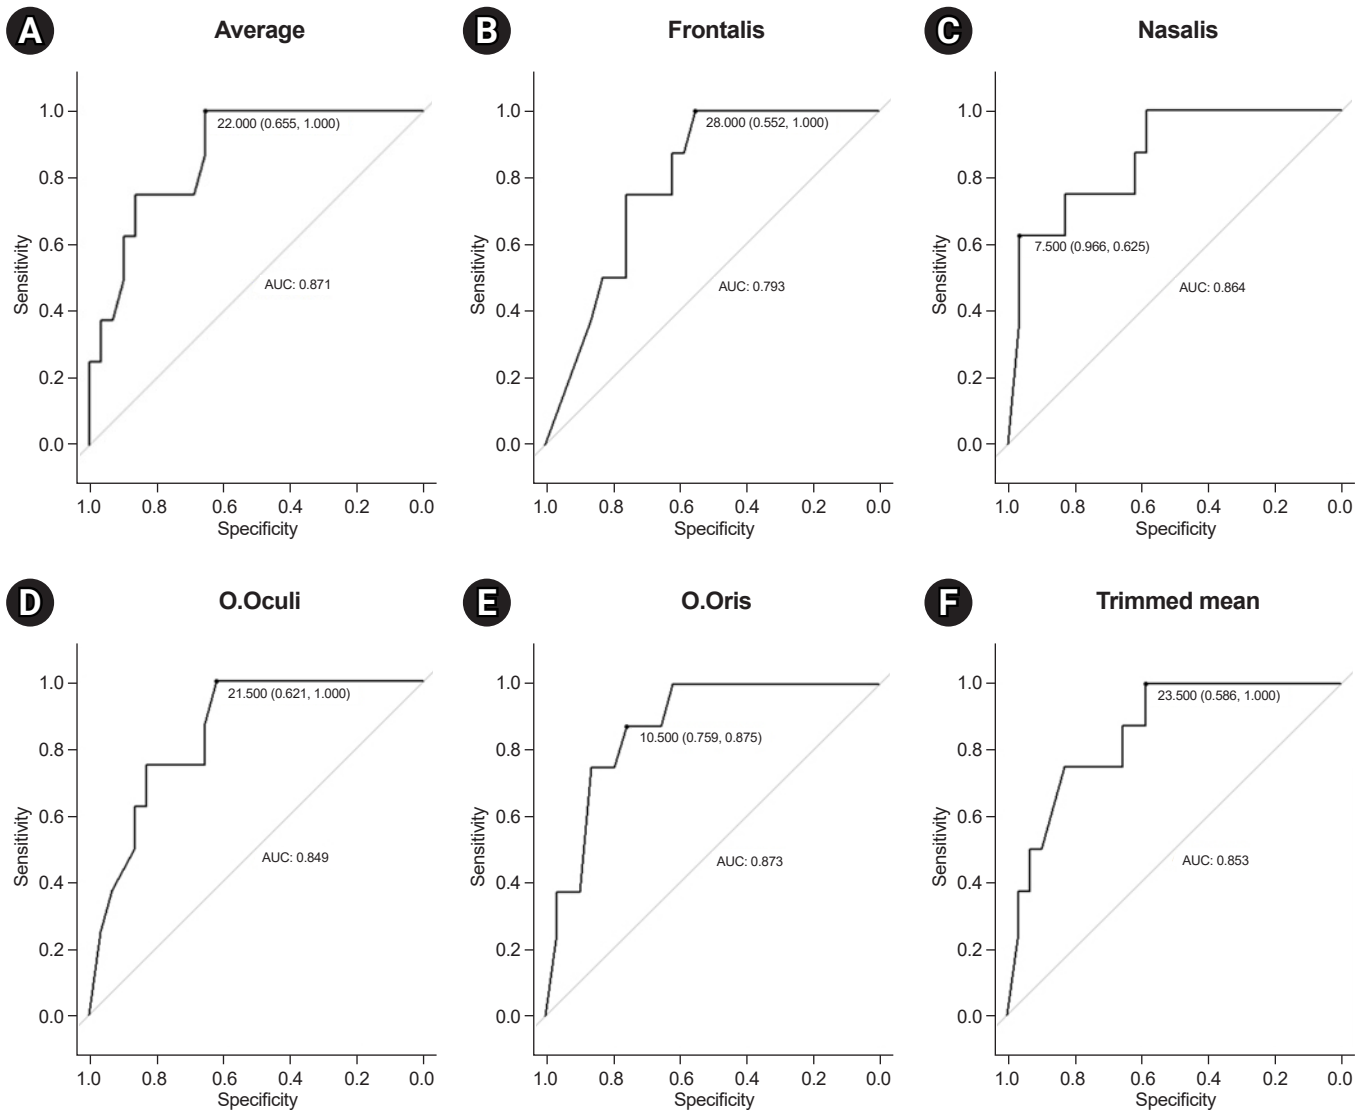 A
Average
1.0
0.8
0.6
0.4
0.2
0.0
Sensitivity
22.000 (0.655, 1.000)
AUC: 0.871
1.0 0.8 0.6 0.4 0.2 0.0
Specificity
B
Frontalis
1.0
0.8
0.6
0.4
0.2
0.0
Sensitivity
28.000 (0.552, 1.000)
AUC: 0.793
1.0 0.8 0.6 0.4 0.2 0.0
Specificity
C
Nasalis
1.0
0.8
0.6
0.4
0.2
0.0
Sensitivity
7.500 (0.966, 0.625)
AUC: 0.864
1.0 0.8 0.6 0.4 0.2 0.0
Specificity
D
O.Oculi
1.0
0.8
0.6
0.4
0.2
0.0
Sensitivity
21.500 (0.621, 1.000)
AUC: 0.849
1.0 0.8 0.6 0.4 0.2 0.0
Specificity
E
O.Oris
1.0
0.8
0.6
0.4
0.2
0.0
Sensitivity
10.500 (0.759, 0.875)
AUC: 0.873
1.0 0.8 0.6 0.4 0.2 0.0
Specificity
F
Trimmed mean
1.0
0.8
0.6
0.4
0.2
0.0
Sensitivity
23.500 (0.586, 1.000)
AUC: 0.853
1.0 0.8 0.6 0.4 0.2 0.0
Specificity